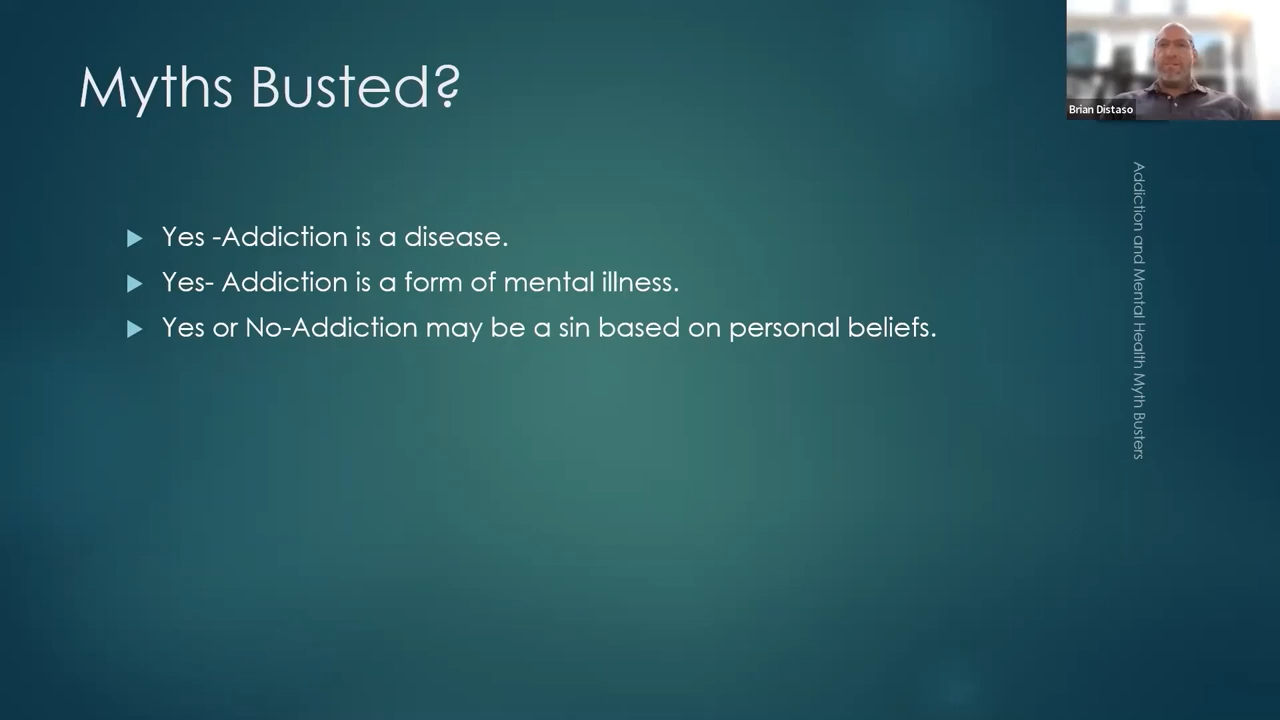 Myths Busted?
Brian Distaso
Yes -Addiction is a disease.
Yes- Addiction is a form of mental illness.
Yes or No-Addiction may be a sin based on personal beliefs.
Addiction and Mental Health Myth Busters